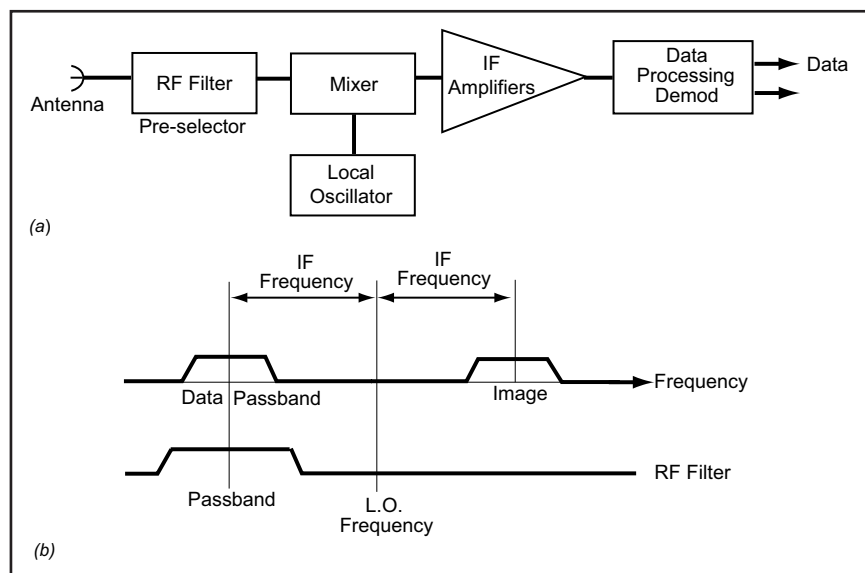 Antenna
RF Filter
Pre-selector
Mixer
Local
Oscillator
IF
Amplifiers
Data
Processing
Demod
Data
(a)
IF
Frequency
IF
Frequency
Data
Passband
Image
Frequency
Passband
L.O.
Frequency
RF Filter
(b)